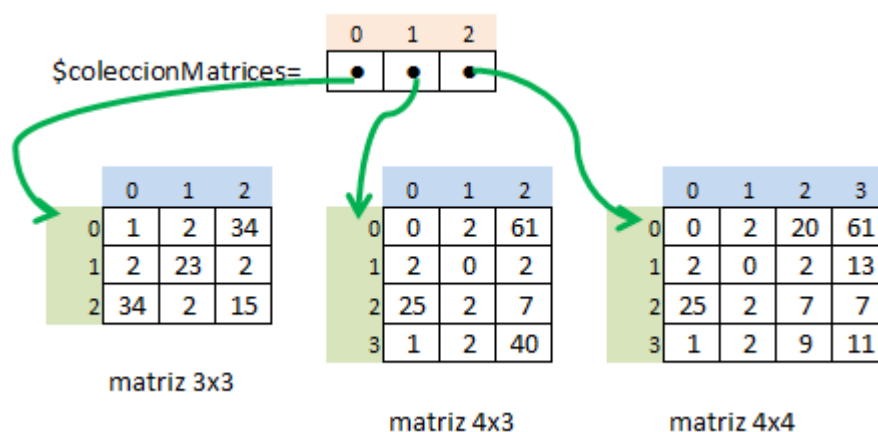 0 1 2
$coleccionMatrices=
0 1 2
0 1 2 34
1 2 23 2
2 34 2 15
matriz 3x3
0 1 2
0 0 2 61
1 2 0 2
2 25 2 7
3 1 2 40
matriz 4x3
0 1 2 3
0 0 2 20 61
1 2 0 2 13
2 25 2 7 7
3 1 2 9 11
matriz 4x4